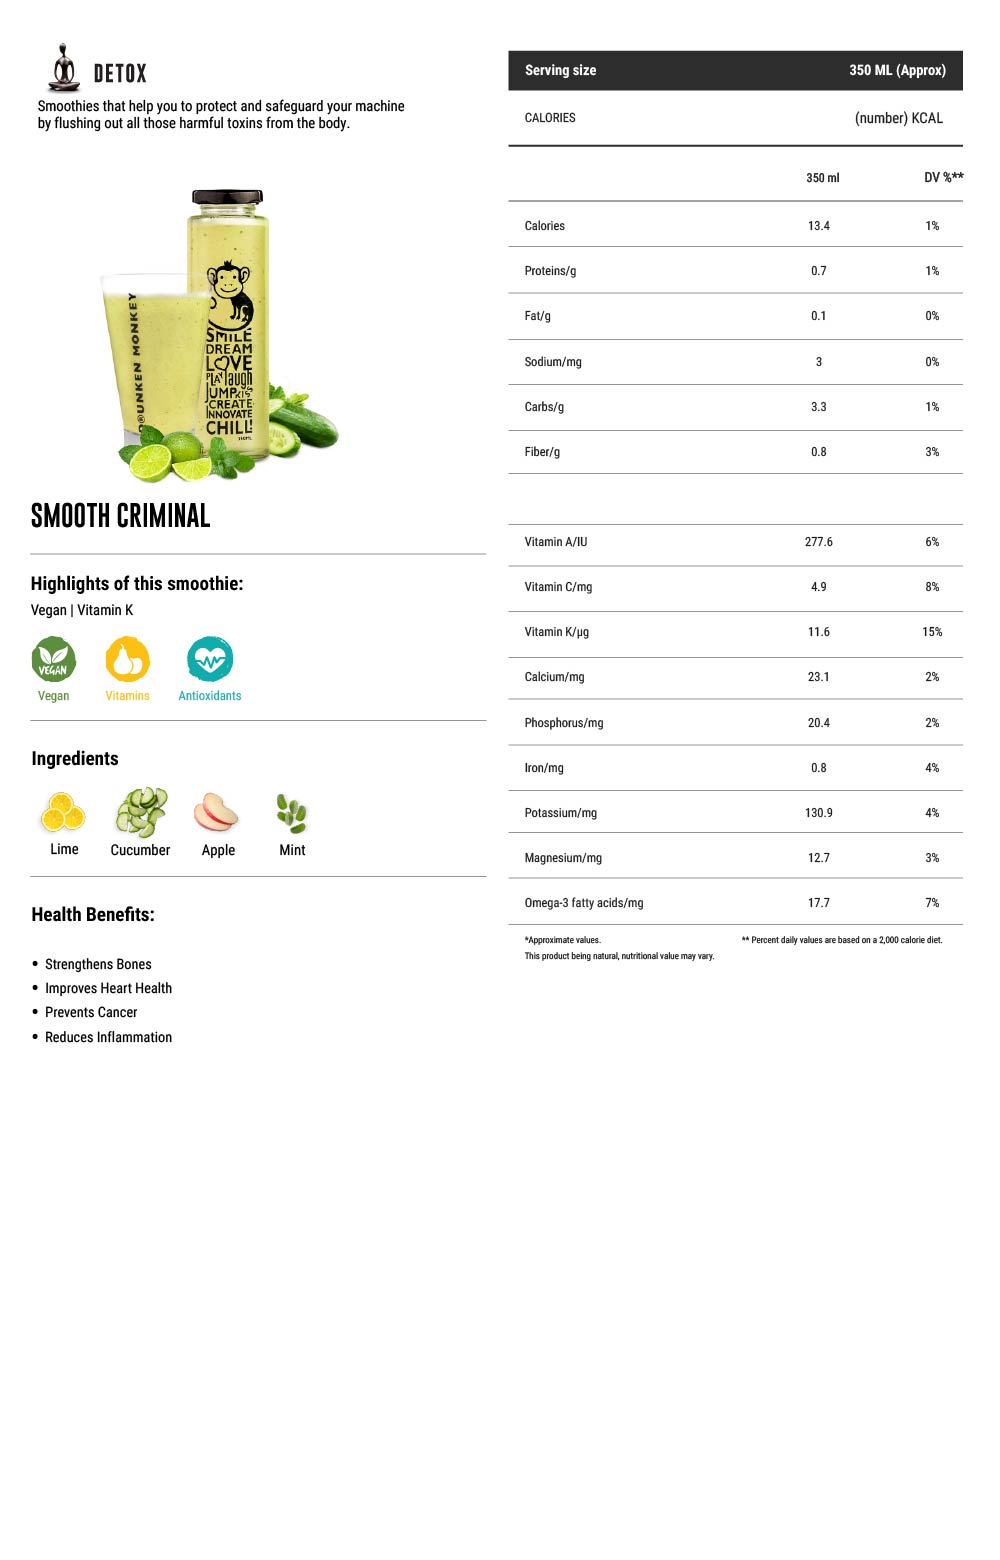 DETOX
Smoothies that help you to protect and safeguard your machine
by flushing out all those harmful toxins from the body.
DRUNKEN MONKEY
SMILE
DREAM
LOVE
PLAY laugh
JUMP KISS
CREATE
INNOVATE
CHILL!
350ML
SMOOTH CRIMINAL
Highlights of this smoothie:
Vegan | Vitamin K
VEGAN
Vegan Vitamins Antioxidants
Ingredients
Lime Cucumber Apple Mint
Health Benefits:
• Strengthens Bones
• Improves Heart Health
• Prevents Cancer
• Reduces Inflammation
Serving size 350 ML (Approx)
CALORIES (number) KCAL
350 ml DV %**
Calories 13.4 1%
Proteins/g 0.7 1%
Fat/g 0.1 0%
Sodium/mg 3 0%
Carbs/g 3.3 1%
Fiber/g 0.8 3%
Vitamin A/IU 277.6 6%
Vitamin C/mg 4.9 8%
Vitamin K/µg 11.6 15%
Calcium/mg 23.1 2%
Phosphorus/mg 20.4 2%
Iron/mg 0.8 4%
Potassium/mg 130.9 4%
Magnesium/mg 12.7 3%
Omega-3 fatty acids/mg 17.7 7%
*Approximate values. ** Percent daily values are based on a 2,000 calorie diet.
This product being natural, nutritional value may vary.